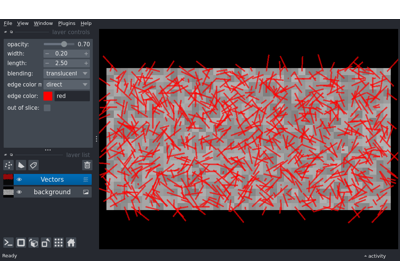 File View Window Plugins Help
layer controls
opacity: 0.70
width: 0.20
length: 2.50
blending: translucent
edge color m direct
edge color: red
out of slice:
layer list
Vectors
background
Ready
activity